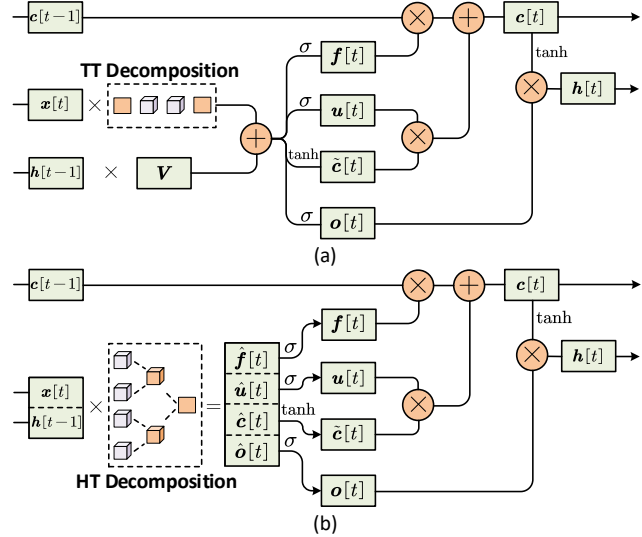 c[t−1]
×
+
c[t]
tanh
TT Decomposition
σ
f[t]
x[t]
×
σ
u[t]
×
×
h[t]
+
h[t−1]
×
V
tanh
c̃[t]
σ
o[t]
(a)
c[t−1]
×
+
c[t]
tanh
f̂[t]
σ
f[t]
x[t]
h[t−1]
×
=
û[t]
σ
u[t]
×
×
h[t]
ĉ[t]
tanh
c̃[t]
ô[t]
σ
HT Decomposition
o[t]
(b)